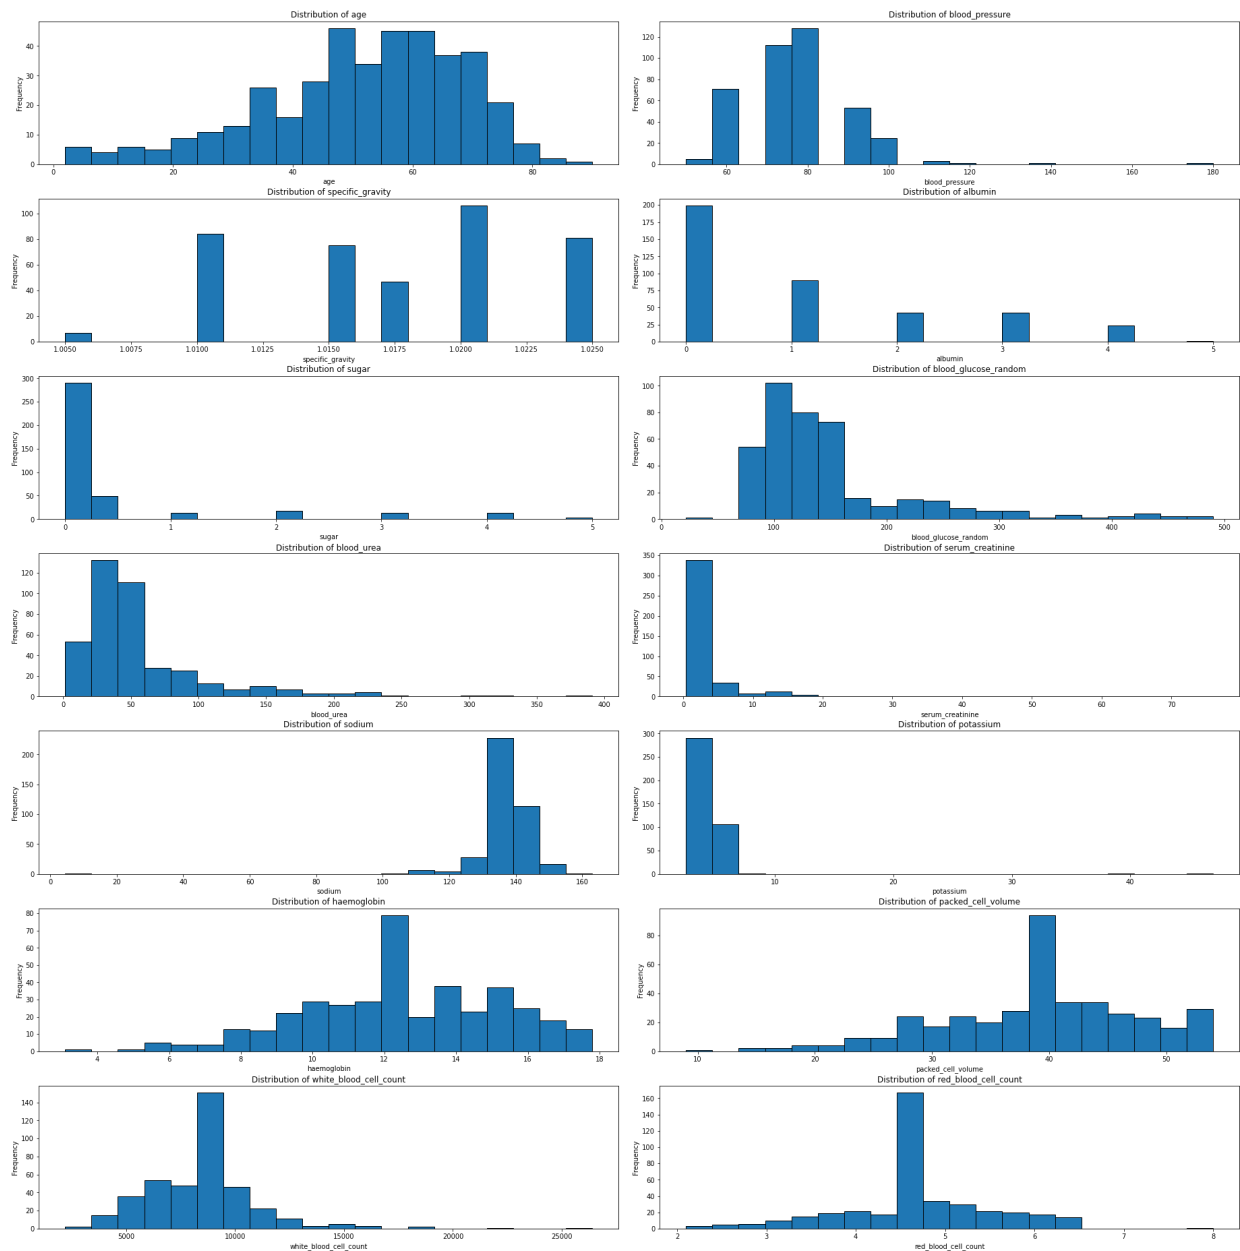 Distribution of age
Frequency
40
30
20
10
0
0 20 40 60 80
age
Distribution of blood_pressure
Frequency
120
100
80
60
40
20
0
60 80 100 120 140 160 180
blood_pressure
Distribution of specific_gravity
Frequency
100
80
60
40
20
0
1.0050 1.0075 1.0100 1.0125 1.0150 1.0175 1.0200 1.0225 1.0250
specific_gravity
Distribution of albumin
Frequency
200
175
150
125
100
75
50
25
0
0 1 2 3 4 5
albumin
Distribution of sugar
Frequency
300
250
200
150
100
50
0
0 1 2 3 4 5
sugar
Distribution of blood_glucose_random
Frequency
100
80
60
40
20
0
0 100 200 300 400 500
blood_glucose_random
Distribution of blood_urea
Frequency
120
100
80
60
40
20
0
0 50 100 150 200 250 300 350 400
blood_urea
Distribution of serum_creatinine
Frequency
350
300
250
200
150
100
50
0
0 10 20 30 40 50 60 70
serum_creatinine
Distribution of sodium
Frequency
200
150
100
50
0
0 20 40 60 80 100 120 140 160
sodium
Distribution of potassium
Frequency
300
250
200
150
100
50
0
10 20 30 40
potassium
Distribution of haemoglobin
Frequency
80
70
60
50
40
30
20
10
0
4 6 8 10 12 14 16 18
haemoglobin
Distribution of packed_cell_volume
Frequency
80
60
40
20
0
10 20 30 40 50
packed_cell_volume
Distribution of white_blood_cell_count
Frequency
140
120
100
80
60
40
20
0
5000 10000 15000 20000 25000
white_blood_cell_count
Distribution of red_blood_cell_count
Frequency
160
140
120
100
80
60
40
20
0
2 3 4 5 6 7 8
red_blood_cell_count